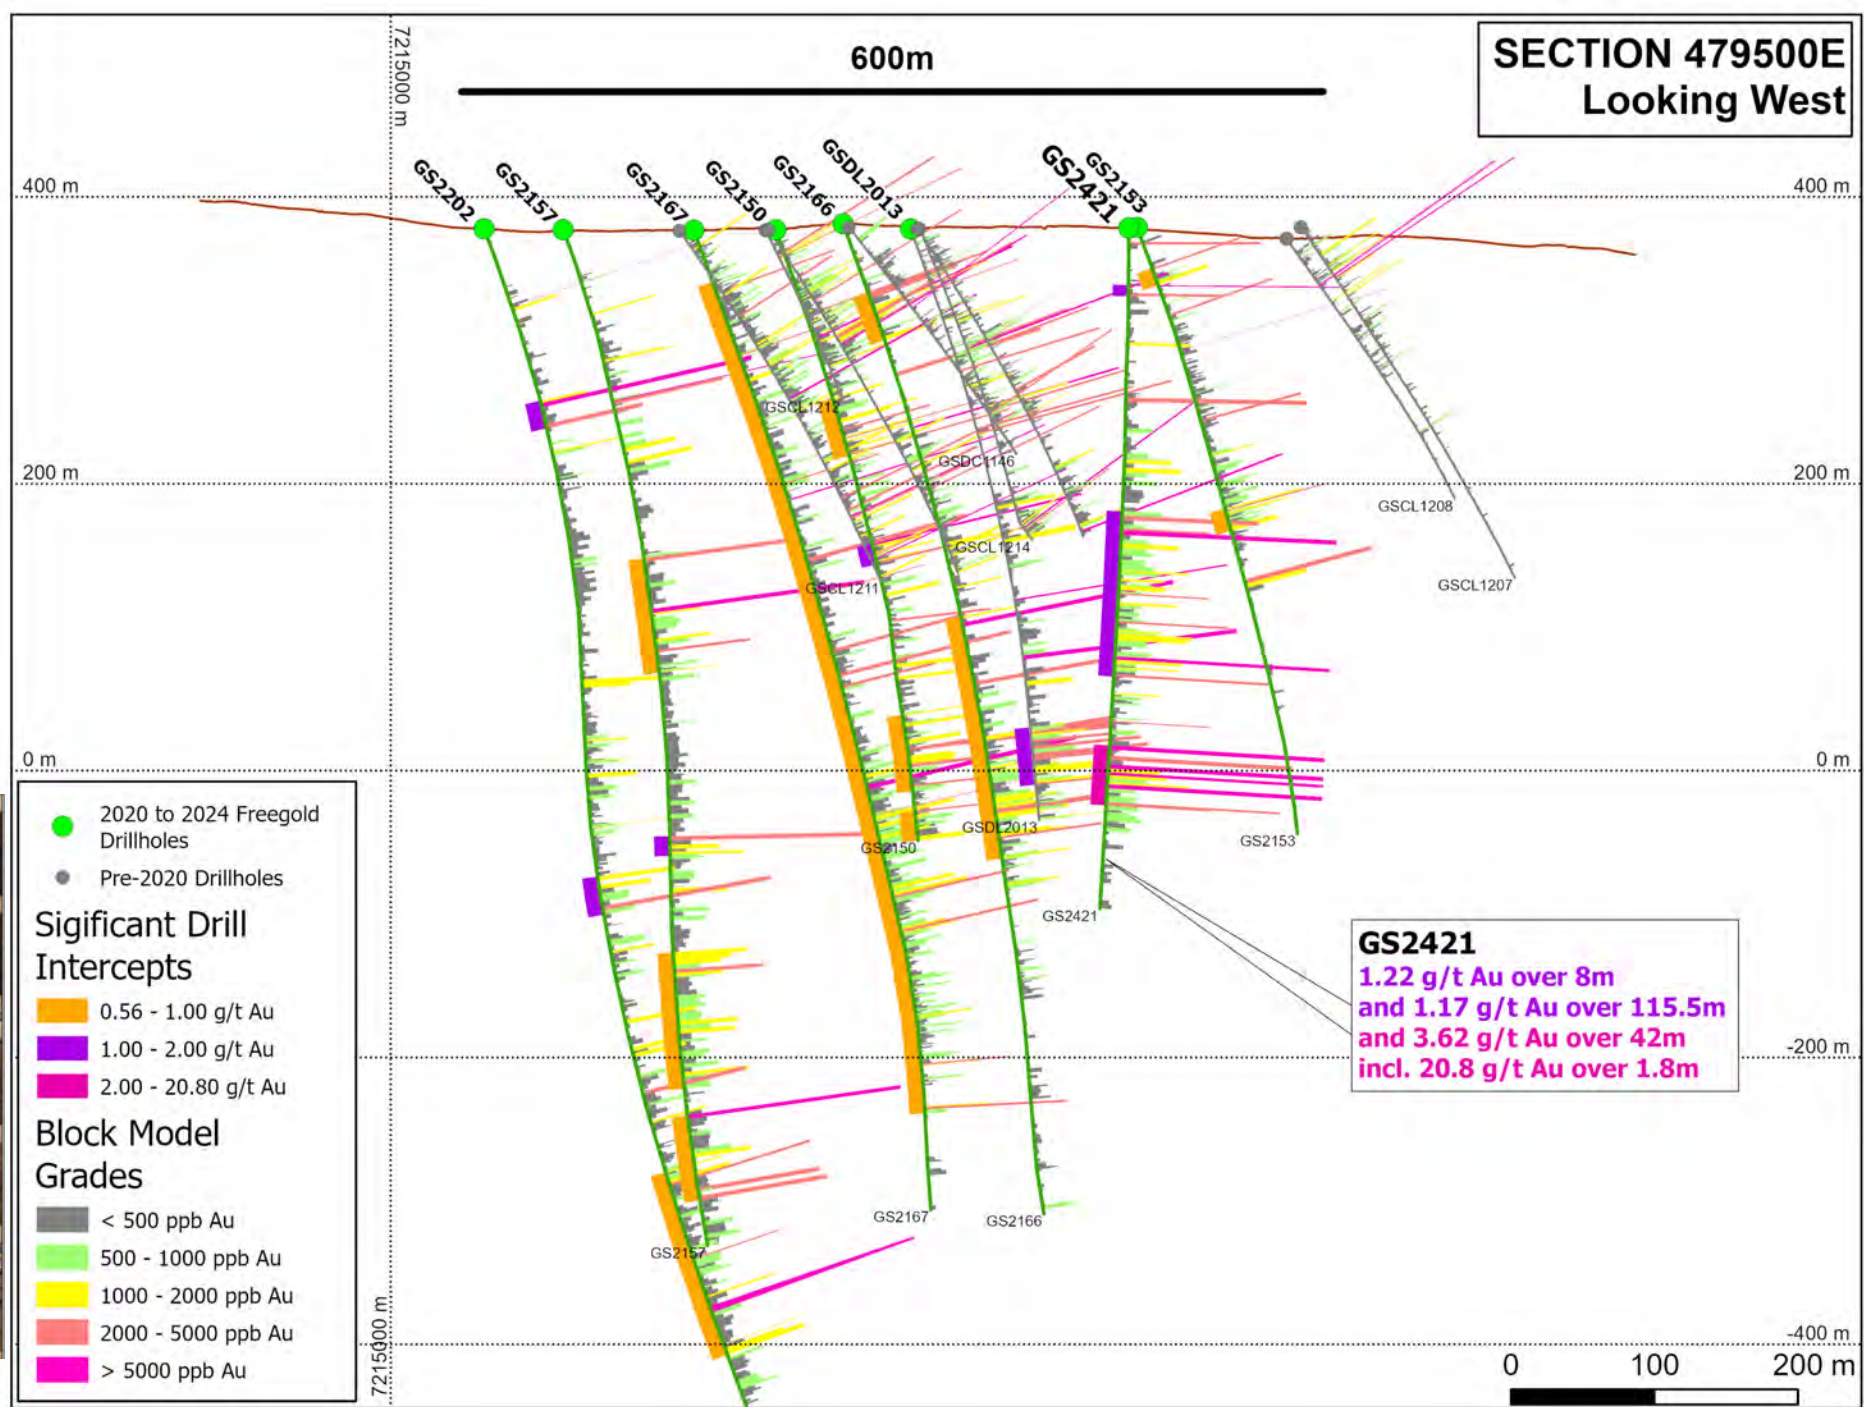 SECTION 479500E
Looking West
600m
7215000 m
GS2202
GS2157
GS2167
GS2150
GS2166
GSDL2013
GS2421
GS2153
400 m
400 m
GSCL1212
GSDC1146
200 m
200 m
GSCL1208
GSCL1214
GSCL1211
GSCL1207
0 m
0 m
GSDL2013
GS2150
GS2153
GS2421
GS2421
1.22 g/t Au over 8m
and 1.17 g/t Au over 115.5m
and 3.62 g/t Au over 42m
incl. 20.8 g/t Au over 1.8m
-200 m
GS2167
GS2166
GS2157
7215000 m
-400 m
2020 to 2024 Freegold
Drillholes
Pre-2020 Drillholes
Sigificant Drill
Intercepts
0.56 - 1.00 g/t Au
1.00 - 2.00 g/t Au
2.00 - 20.80 g/t Au
Block Model
Grades
< 500 ppb Au
500 - 1000 ppb Au
1000 - 2000 ppb Au
2000 - 5000 ppb Au
> 5000 ppb Au
0 100 200 m